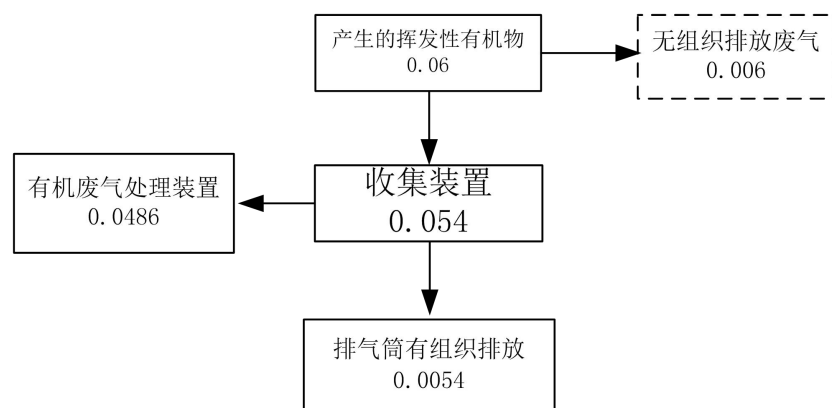 产生的挥发性有机物
0.06
无组织排放废气
0.006
有机废气处理装置
0.0486
收集装置
0.054
排气筒有组织排放
0.0054